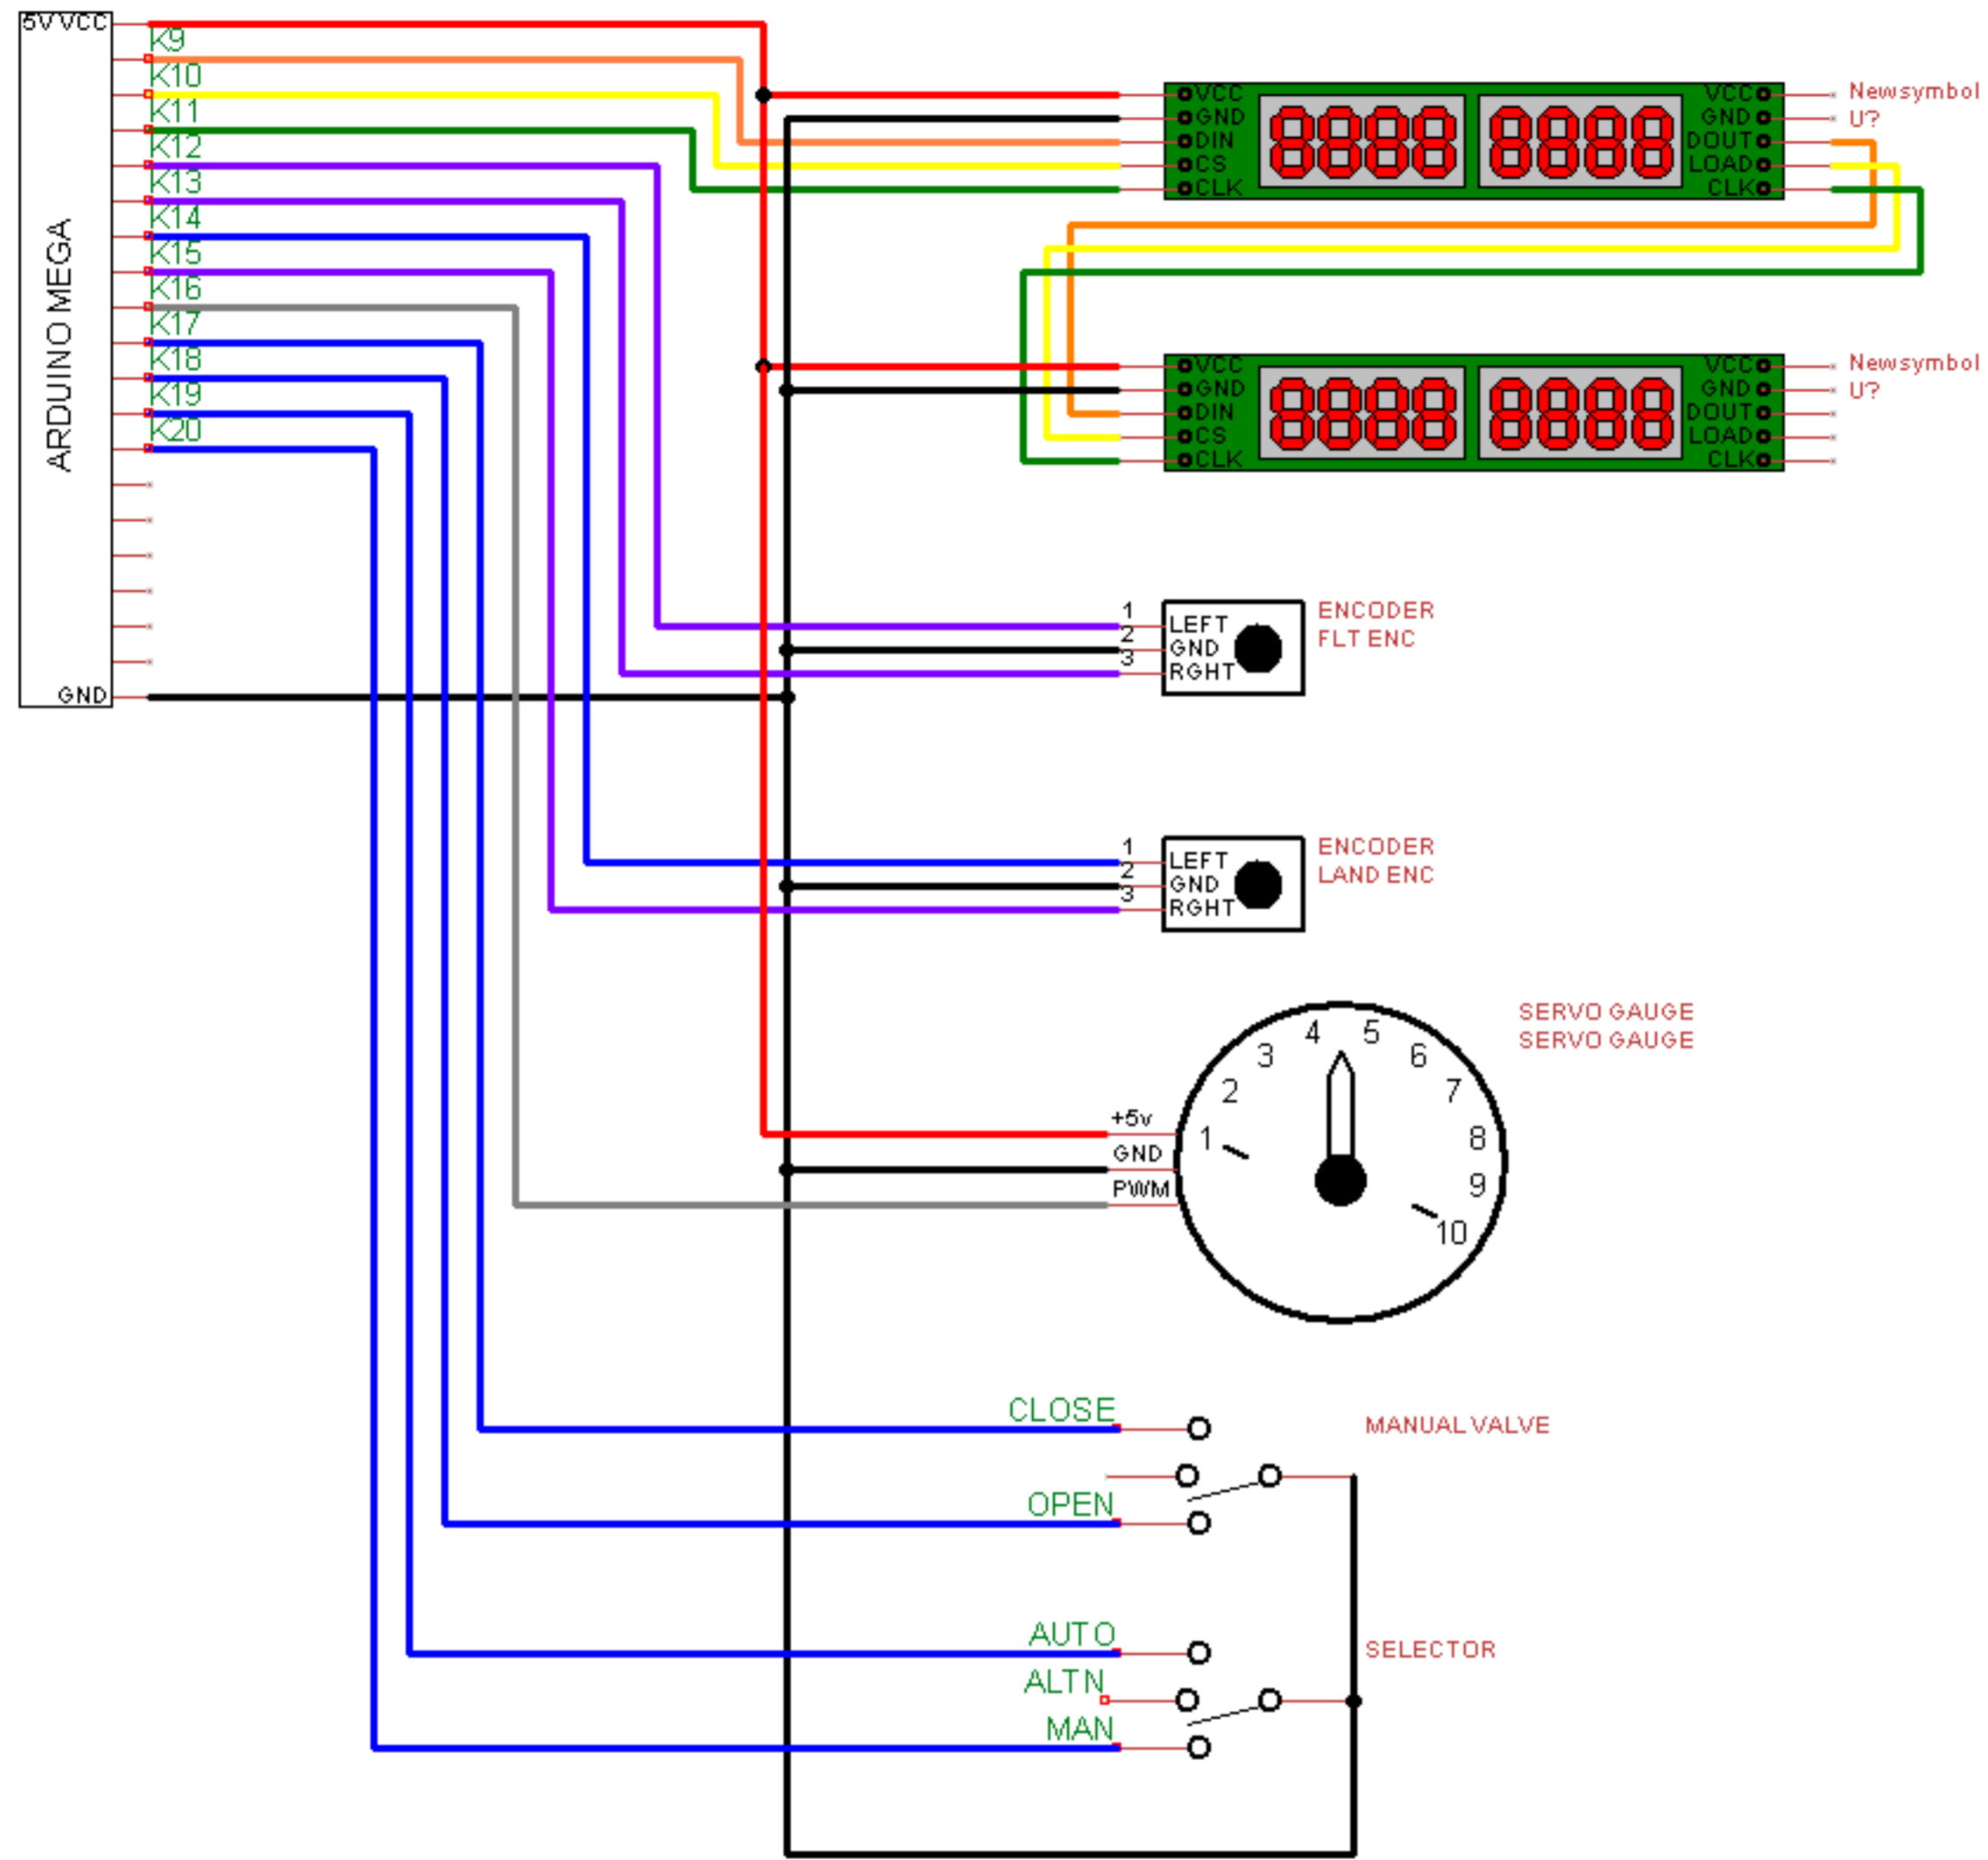 5V VCC
K9
K10
K11
K12
K13
K14
K15
K16
K17
K18
K19
K20
ARDUINO MEGA
GND
VCC
GND
DIN
CS
CLK
8888 8888
VCC
GND
DOUT
LOAD
CLK
Newsymbol
U?
VCC
GND
DIN
CS
CLK
8888 8888
VCC
GND
DOUT
LOAD
CLK
Newsymbol
U?
1
2
3
LEFT
GND
RGHT
ENCODER
FLT ENC
1
2
3
LEFT
GND
RGHT
ENCODER
LAND ENC
SERVO GAUGE
SERVO GAUGE
+5v
GND
PWM
1
2
3
4
5
6
7
8
9
10
CLOSE
OPEN
MANUAL VALVE
AUTO
ALTN
MAN
SELECTOR